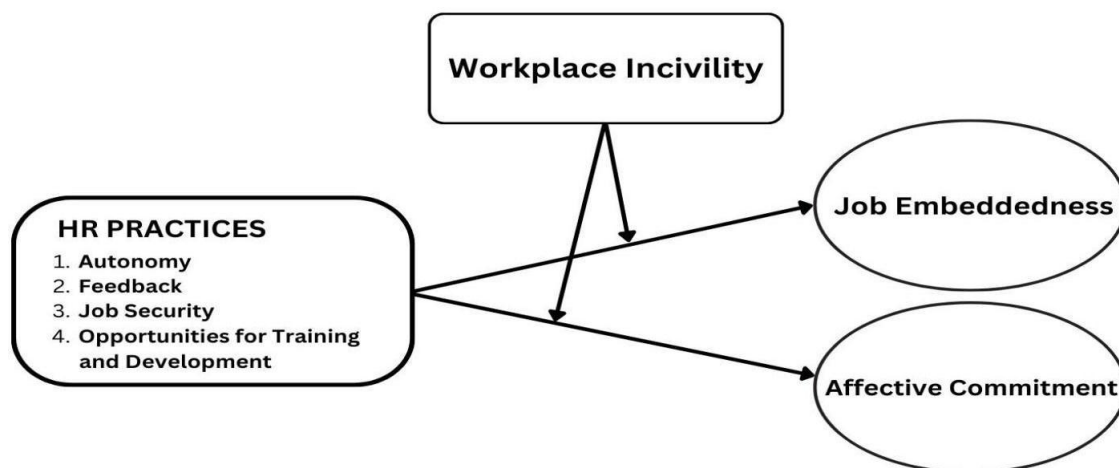 Workplace Incivility
HR PRACTICES
1. Autonomy
2. Feedback
3. Job Security
4. Opportunities for Training
and Development
Job Embeddedness
Affective Commitment